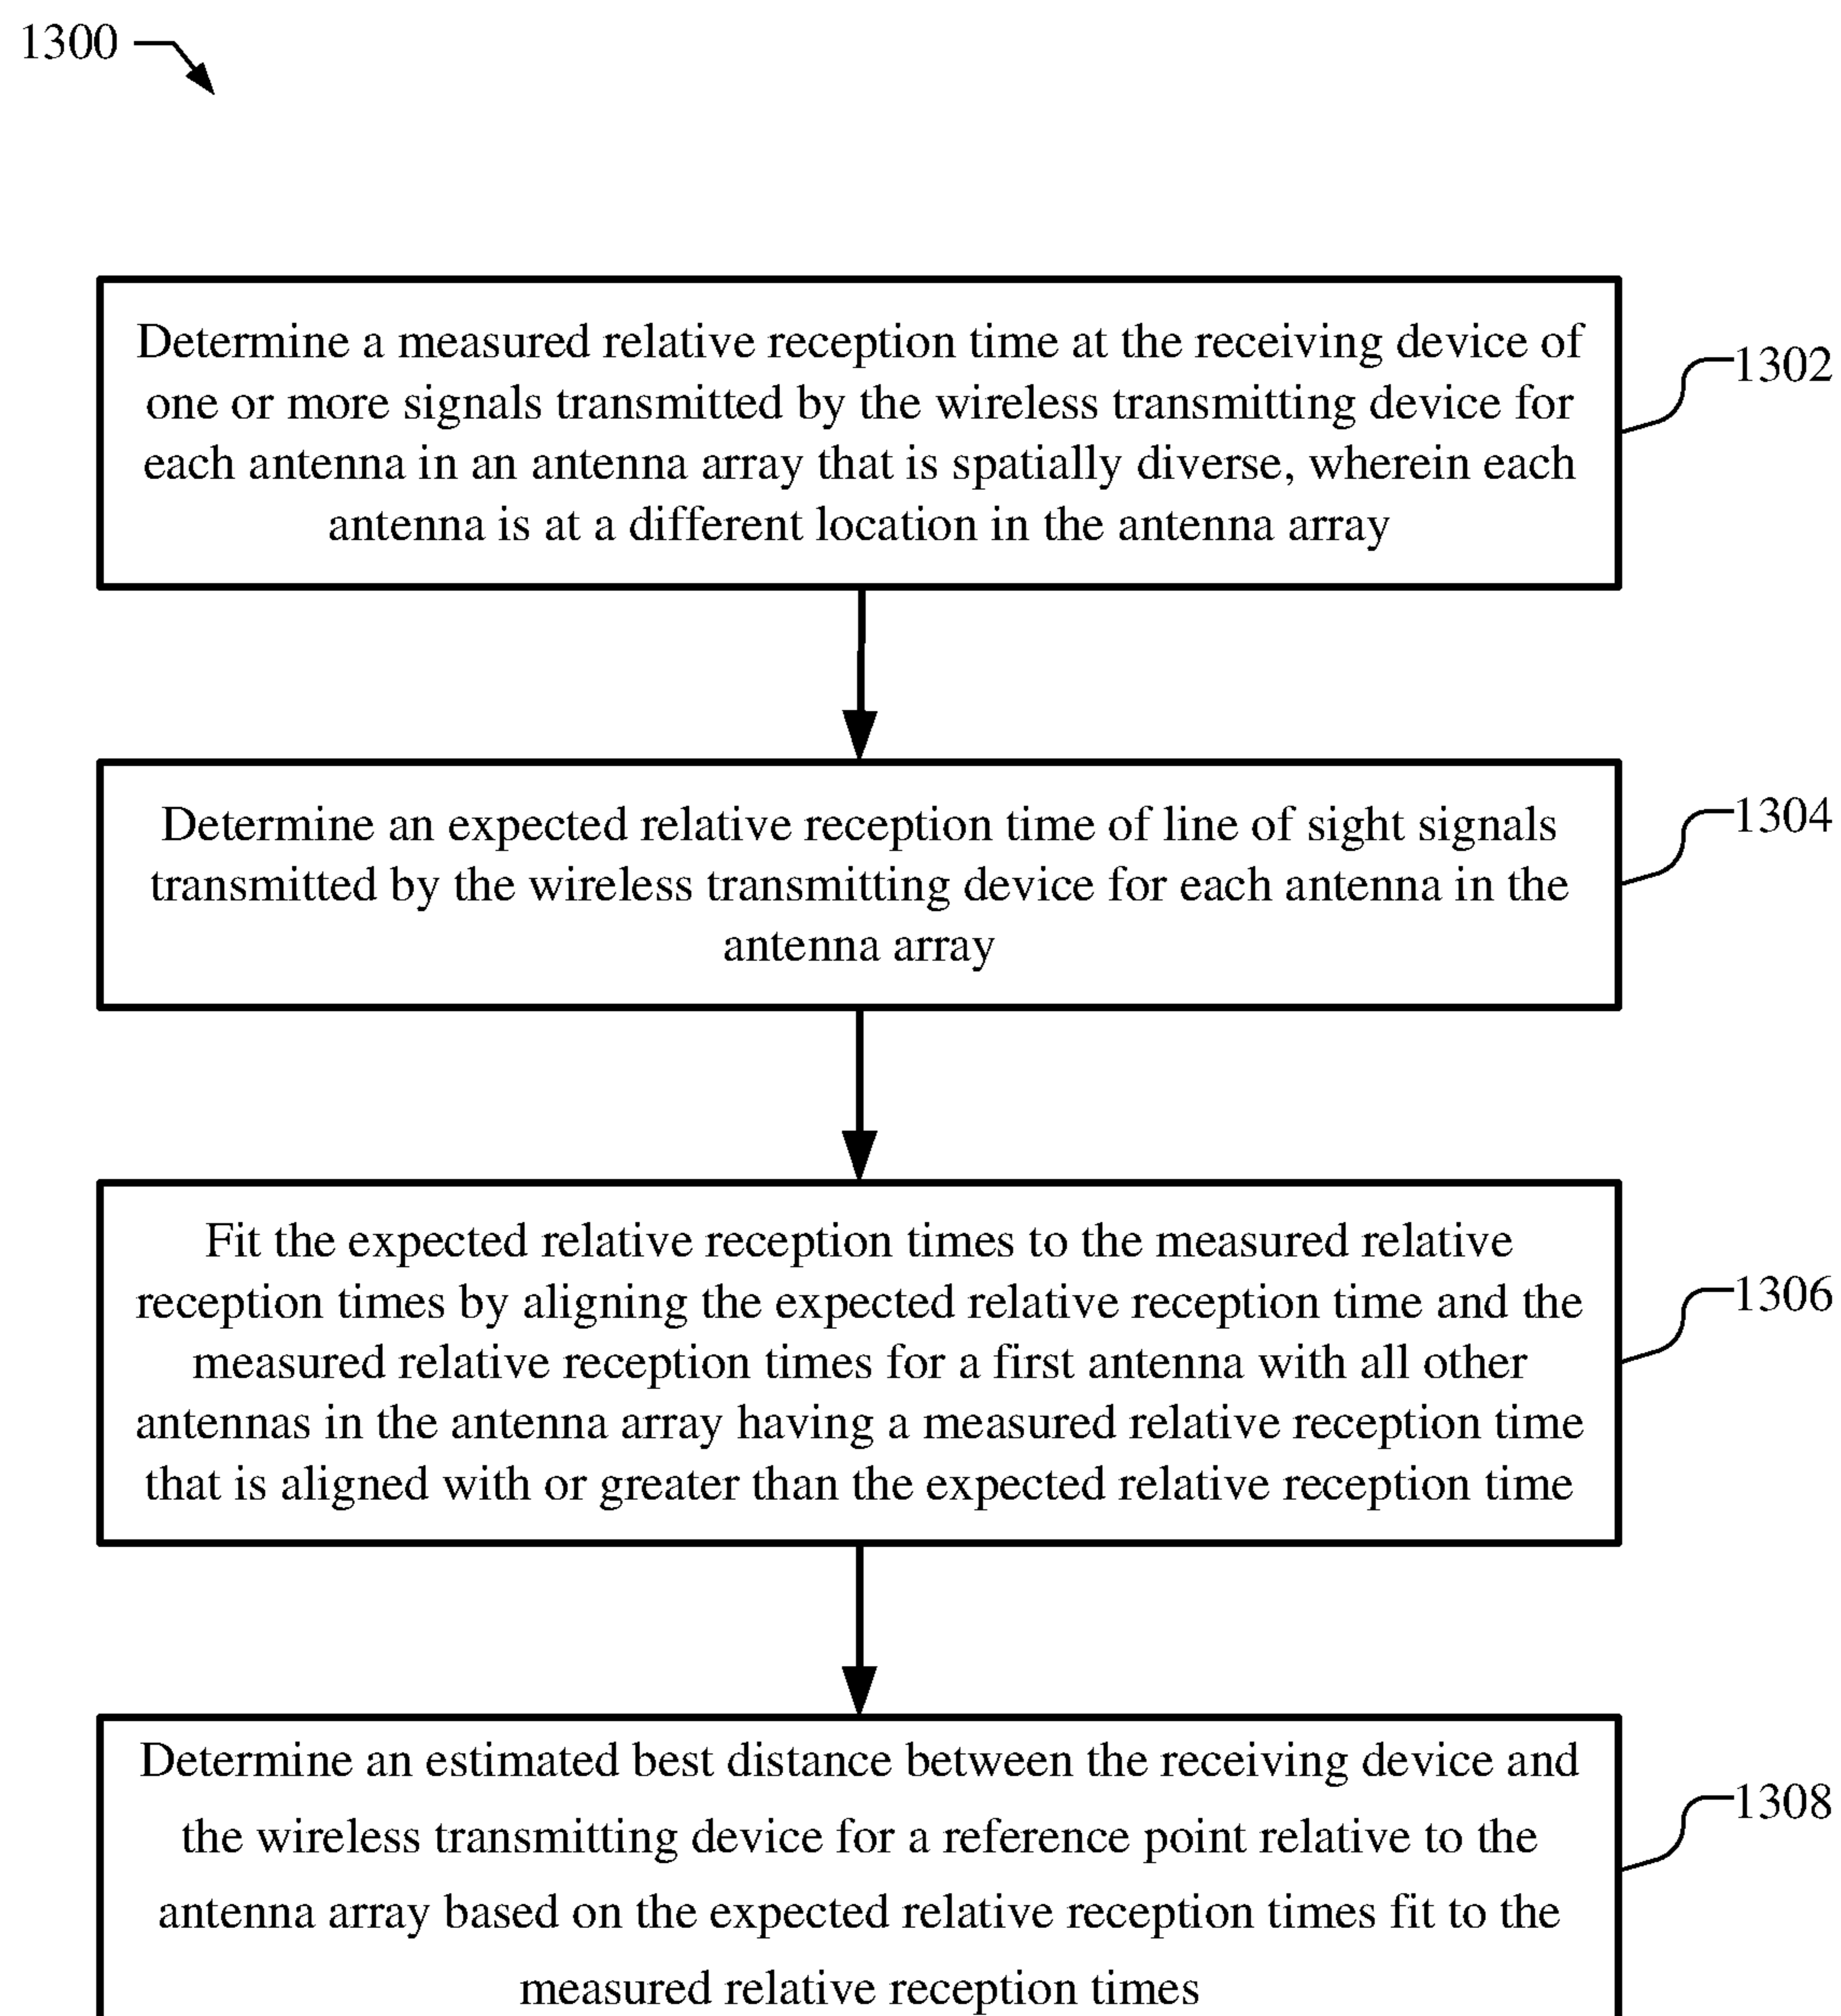 1300
Determine a measured relative reception time at the receiving device of
one or more signals transmitted by the wireless transmitting device for
each antenna in an antenna array that is spatially diverse, wherein each
antenna is at a different location in the antenna array
1302
Determine an expected relative reception time of line of sight signals
transmitted by the wireless transmitting device for each antenna in the
antenna array
1304
Fit the expected relative reception times to the measured relative
reception times by aligning the expected relative reception time and the
measured relative reception times for a first antenna with all other
antennas in the antenna array having a measured relative reception time
that is aligned with or greater than the expected relative reception time
1306
Determine an estimated best distance between the receiving device and
the wireless transmitting device for a reference point relative to the
antenna array based on the expected relative reception times fit to the
measured relative reception times
1308